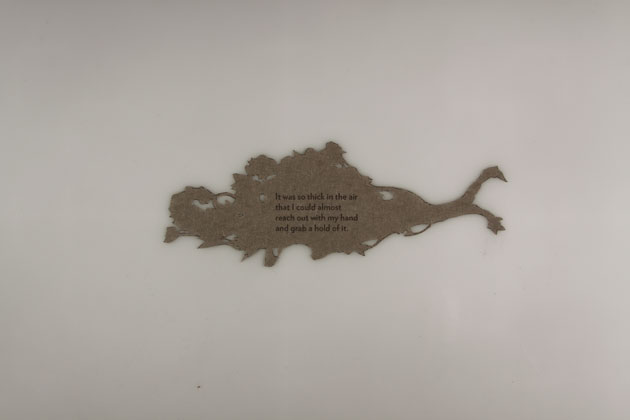 It was so thick in the air
that I could almost
reach out with my hand
and grab a hold of it.